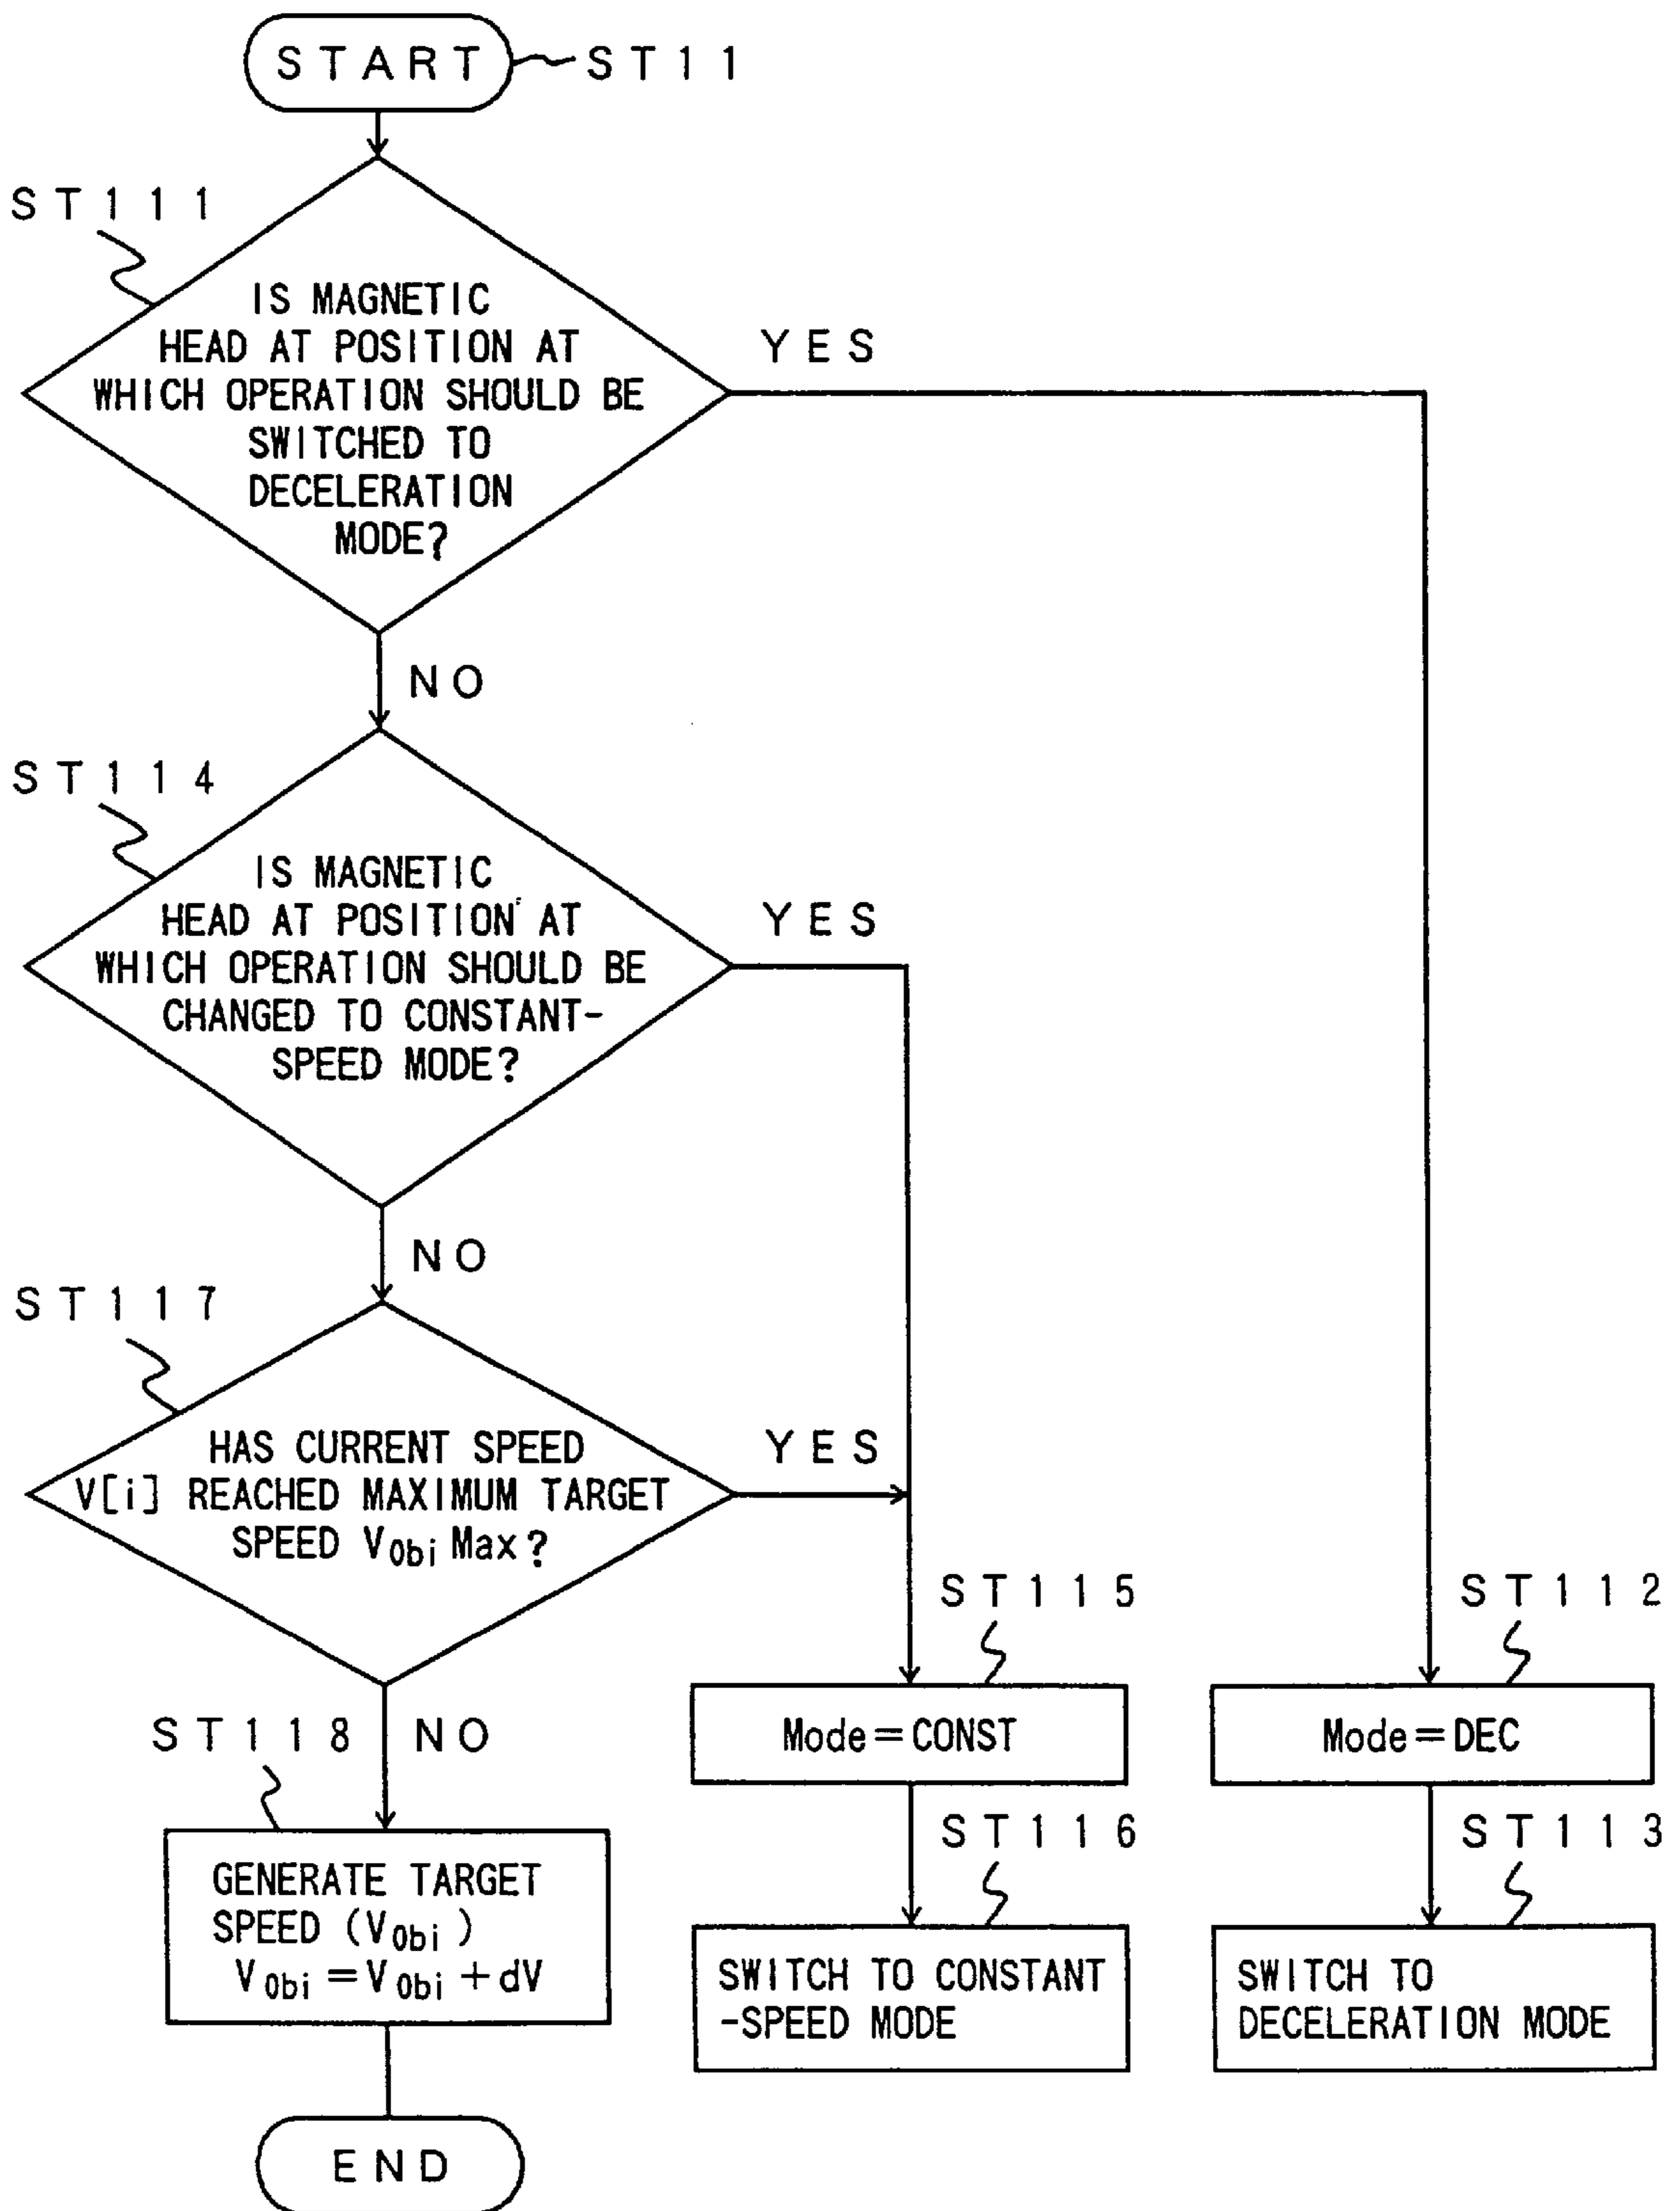 START
ST11
ST111
IS MAGNETIC
HEAD AT POSITION AT
WHICH OPERATION SHOULD BE
SWITCHED TO
DECELERATION
MODE?
YES
NO
ST114
IS MAGNETIC
HEAD AT POSITION AT
WHICH OPERATION SHOULD BE
CHANGED TO CONSTANT-
SPEED MODE?
YES
NO
ST117
HAS CURRENT SPEED
V[i] REACHED MAXIMUM TARGET
SPEED V0bi Max?
YES
NO
ST115
Mode=CONST
ST112
Mode=DEC
ST118
GENERATE TARGET
SPEED (V0bi)
V0bi=V0bi+dV
ST116
SWITCH TO CONSTANT
-SPEED MODE
ST113
SWITCH TO
DECELERATION MODE
END